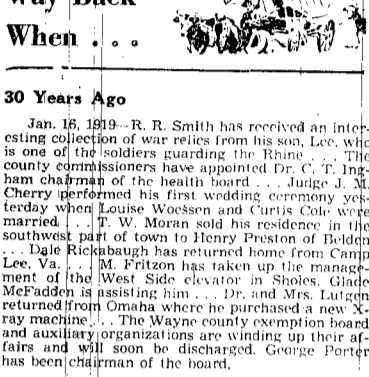 Way Back
When . . .
30 Years Ago
Jan. 16, 1919—R. R. Smith has received an inter-
esting collection of war relics from his son, Lee, who
is one of the soldiers guarding the Rhine . . . The
county commissioners have appointed Dr. C. T. Ing-
ham chairman of the health board . . . Judge J. M.
Cherry performed his first wedding ceremony yes-
terday when Louise Woessen and Curtis Cole were
married . . . T. W. Moran sold his residence in the
southwest part of town to Henry Preston of Belden
. . . Dale Rickabaugh has returned home from Camp
Lee, Va. . . . M. Fritzon has taken up the manage-
ment of the West Side elevator in Sholes. Glade
McFadden is assisting him . . . Dr. and Mrs. Lutgen
returned from Omaha where he purchased a new X-
ray machine . . . The Wayne county exemption board
and auxiliary organizations are winding up their af-
fairs and will soon be discharged. George Porter
has been chairman of the board.